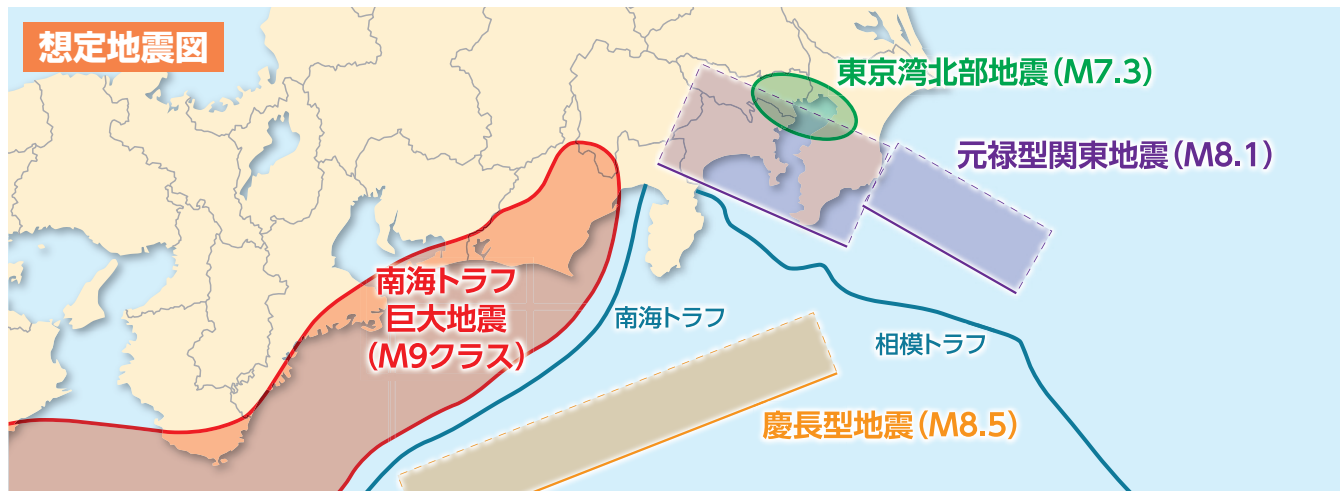 想定地震図
東京湾北部地震(M7.3)
元禄型関東地震(M8.1)
南海トラフ
巨大地震
(M9クラス)
南海トラフ
相模トラフ
慶長型地震(M8.5)